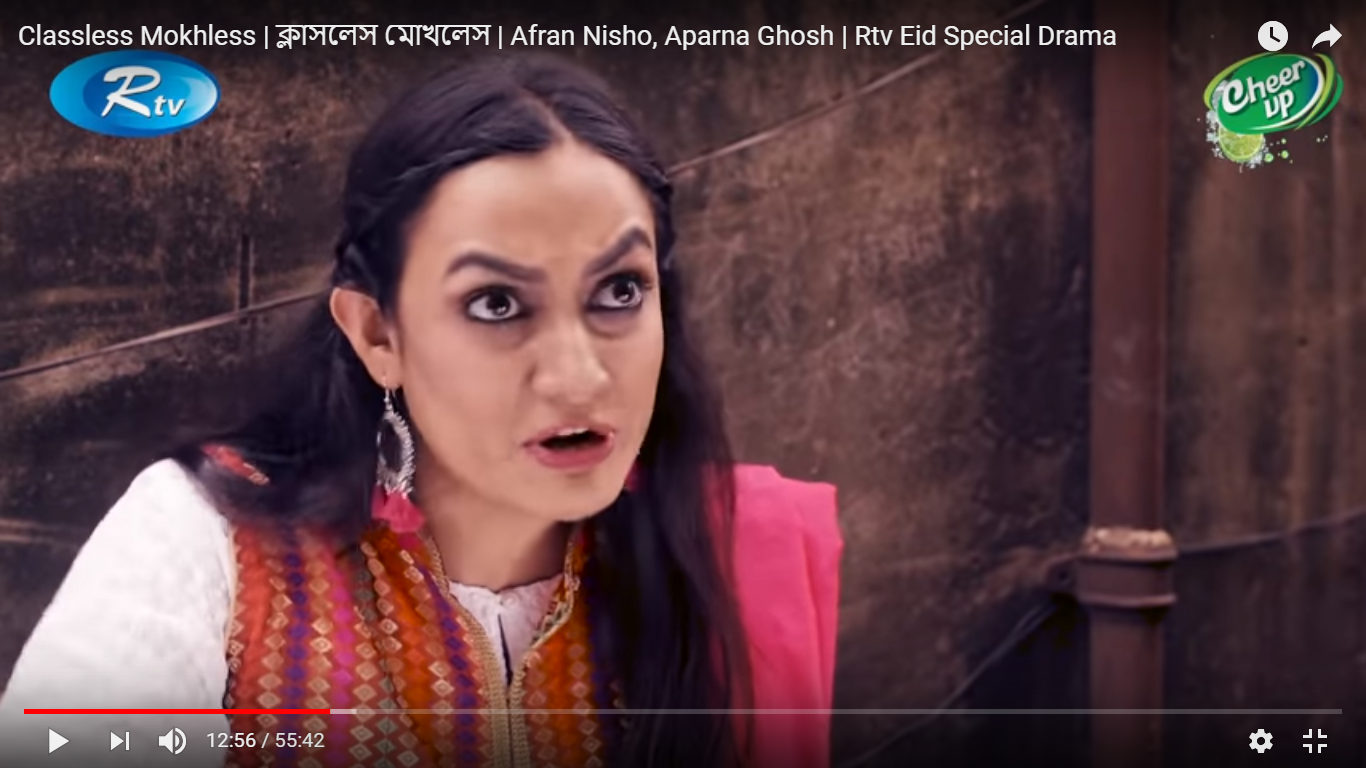 Classless Mokhless | ক্লাসলেস মোখলেস | Afran Nisho, Aparna Ghosh | Rtv Eid Special Drama
Rtv
Cheer
up
12:56 / 55:42